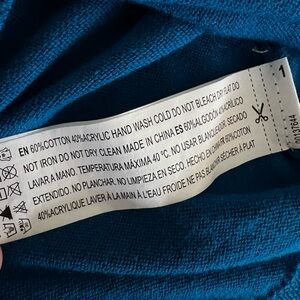 EN 60%COTTON 40%ACRYLIC HAND WASH COLD DO NOT BLEACH DRY FLAT DO
NOT IRON DO NOT DRY CLEAN MADE IN CHINA ES 60%ALGODÓN 40%ACRÍLICO
LAVAR A MANO. TEMPERATURA MÁXIMA 40 °C. NO USAR BLANQUEADOR. SECADO
EXTENDIDO. NO PLANCHAR. NO LIMPIEZA EN SECO. HECHO EN CHINA FR 60%COTON
40%ACRYLIQUE LAVER À LA MAIN À L'EAU FROIDE NE PAS BLANCHIR SÉCHER À PLAT
1